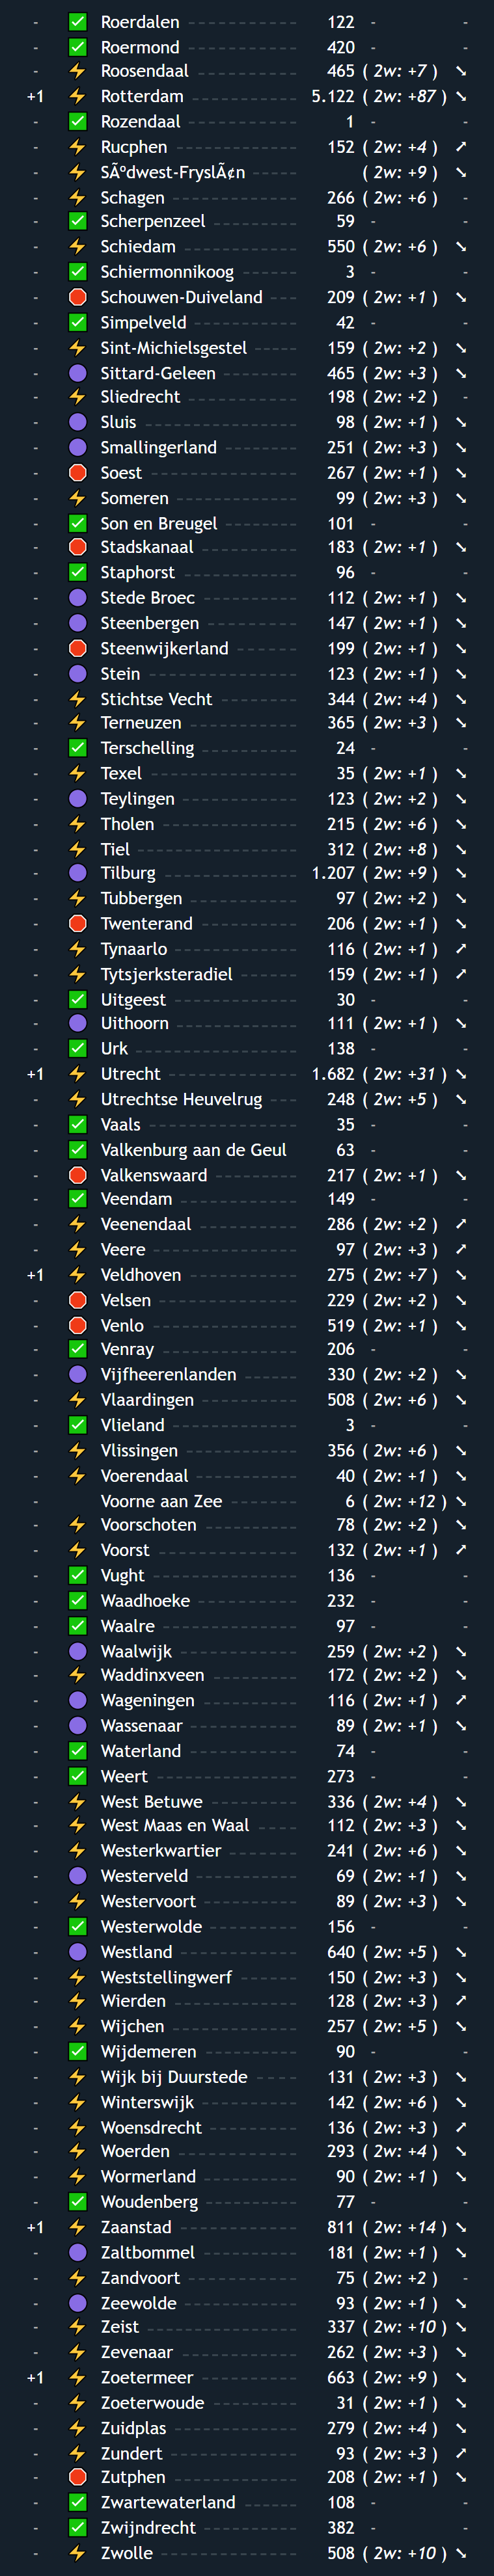 - ✅ Roerdalen ------------ 122 - -
- ✅ Roermond ------------ 420 - -
- ⚡ Roosendaal ----------- 465 ( 2w: +7 ) ➘
+1 ⚡ Rotterdam ----------- 5.122 ( 2w: +87 ) ➘
- ✅ Rozendaal ------------ 1 - -
- ⚡ Rucphen ------------- 152 ( 2w: +4 ) ➚
- ⚡ SÃºdwest-FryslÃ¢n ------ ( 2w: +9 ) ➘
- ⚡ Schagen ------------- 266 ( 2w: +6 ) -
- ✅ Scherpenzeel --------- 59 - -
- ⚡ Schiedam ------------ 550 ( 2w: +6 ) ➘
- ✅ Schiermonnikoog ------ 3 - -
- 🛑 Schouwen-Duiveland ---- 209 ( 2w: +1 ) ➘
- ✅ Simpelveld ----------- 42 - -
- ⚡ Sint-Michielsgestel ----- 159 ( 2w: +2 ) ➘
- 🟣 Sittard-Geleen -------- 465 ( 2w: +3 ) ➘
- ⚡ Sliedrecht ------------ 198 ( 2w: +2 ) -
- 🟣 Sluis ---------------- 98 ( 2w: +1 ) ➘
- 🟣 Smallingerland -------- 251 ( 2w: +3 ) ➘
- 🛑 Soest --------------- 267 ( 2w: +1 ) ➘
- ⚡ Someren ------------- 99 ( 2w: +3 ) ➘
- ✅ Son en Breugel -------- 101 - -
- 🛑 Stadskanaal ---------- 183 ( 2w: +1 ) ➘
- ✅ Staphorst ------------ 96 - -
- 🟣 Stede Broec ---------- 112 ( 2w: +1 ) ➘
- 🟣 Steenbergen ---------- 147 ( 2w: +1 ) ➘
- 🛑 Steenwijkerland ------- 199 ( 2w: +1 ) ➘
- 🟣 Stein --------------- 123 ( 2w: +1 ) ➘
- ⚡ Stichtse Vecht -------- 344 ( 2w: +4 ) ➘
- ⚡ Terneuzen ----------- 365 ( 2w: +3 ) ➘
- ✅ Terschelling ---------- 24 - -
- ⚡ Texel --------------- 35 ( 2w: +1 ) ➘
- 🟣 Teylingen ------------ 123 ( 2w: +2 ) ➘
- ⚡ Tholen -------------- 215 ( 2w: +6 ) ➘
- ⚡ Tiel ----------------- 312 ( 2w: +8 ) ➘
- 🟣 Tilburg -------------- 1.207 ( 2w: +9 ) ➘
- ⚡ Tubbergen ----------- 97 ( 2w: +2 ) ➘
- 🛑 Twenterand ---------- 206 ( 2w: +1 ) ➘
- ⚡ Tynaarlo ------------- 116 ( 2w: +1 ) ➚
- ⚡ Tytsjerksteradiel ------ 159 ( 2w: +1 ) ➚
- ✅ Uitgeest ------------- 30 - -
- 🟣 Uithoorn ------------ 111 ( 2w: +1 ) ➘
- ✅ Urk ---------------- 138 - -
+1 ⚡ Utrecht ------------- 1.682 ( 2w: +31 ) ➘
- ⚡ Utrechtse Heuvelrug ---- 248 ( 2w: +5 ) ➘
- ✅ Vaals --------------- 35 - -
- ✅ Valkenburg aan de Geul 63 - -
- 🛑 Valkenswaard --------- 217 ( 2w: +1 ) ➘
- ✅ Veendam ------------ 149 - -
- ⚡ Veenendaal ---------- 286 ( 2w: +2 ) ➚
- ⚡ Veere --------------- 97 ( 2w: +3 ) ➚
+1 ⚡ Veldhoven ----------- 275 ( 2w: +7 ) ➘
- 🛑 Velsen -------------- 229 ( 2w: +2 ) ➘
- 🛑 Venlo --------------- 519 ( 2w: +1 ) ➘
- ✅ Venray -------------- 206 - -
- 🟣 Vijfheerenlanden ------ 330 ( 2w: +2 ) ➘
- ⚡ Vlaardingen ---------- 508 ( 2w: +6 ) ➘
- ✅ Vlieland ------------- 3 - -
- ⚡ Vlissingen ----------- 356 ( 2w: +6 ) ➘
- ⚡ Voerendaal ---------- 40 ( 2w: +1 ) ➘
Voorne aan Zee ------- 6 ( 2w: +12 ) ➘
- ⚡ Voorschoten ---------- 78 ( 2w: +2 ) ➘
- ⚡ Voorst -------------- 132 ( 2w: +1 ) ➚
- ✅ Vught --------------- 136 - -
- ✅ Waadhoeke ---------- 232 - -
- ✅ Waalre -------------- 97 - -
- 🟣 Waalwijk ------------ 259 ( 2w: +2 ) ➘
- ⚡ Waddinxveen --------- 172 ( 2w: +2 ) ➘
- 🟣 Wageningen ---------- 116 ( 2w: +1 ) ➚
- 🟣 Wassenaar ----------- 89 ( 2w: +1 ) ➘
- ✅ Waterland ----------- 74 - -
- ✅ Weert -------------- 273 - -
- ⚡ West Betuwe --------- 336 ( 2w: +4 ) ➘
- ⚡ West Maas en Waal ---- 112 ( 2w: +3 ) ➘
- ⚡ Westerkwartier ------- 241 ( 2w: +6 ) ➘
- 🟣 Westerveld ---------- 69 ( 2w: +1 ) ➘
- ⚡ Westervoort ---------- 89 ( 2w: +3 ) ➘
- ✅ Westerwolde --------- 156 - -
- 🟣 Westland ------------ 640 ( 2w: +5 ) ➘
- ⚡ Weststellingwerf ------ 150 ( 2w: +3 ) ➘
- ⚡ Wierden ------------- 128 ( 2w: +3 ) ➚
- ⚡ Wijchen ------------- 257 ( 2w: +5 ) ➘
- ✅ Wijdemeren ---------- 90 - -
- ⚡ Wijk bij Duurstede ---- 131 ( 2w: +3 ) ➘
- ⚡ Winterswijk ---------- 142 ( 2w: +6 ) ➘
- ⚡ Woensdrecht --------- 136 ( 2w: +3 ) ➚
- ⚡ Woerden ------------ 293 ( 2w: +4 ) ➘
- ⚡ Wormerland ---------- 90 ( 2w: +1 ) ➘
- ✅ Woudenberg --------- 77 - -
+1 ⚡ Zaanstad ------------ 811 ( 2w: +14 ) ➘
- 🟣 Zaltbommel ---------- 181 ( 2w: +1 ) ➘
- ⚡ Zandvoort ----------- 75 ( 2w: +2 ) -
- 🟣 Zeewolde ------------ 93 ( 2w: +1 ) ➘
- ⚡ Zeist --------------- 337 ( 2w: +10 ) ➘
- ⚡ Zevenaar ------------ 262 ( 2w: +3 ) ➘
+1 ⚡ Zoetermeer ---------- 663 ( 2w: +9 ) ➘
- ⚡ Zoeterwoude --------- 31 ( 2w: +1 ) ➘
- ⚡ Zuidplas ------------- 279 ( 2w: +4 ) ➘
- ⚡ Zundert ------------- 93 ( 2w: +3 ) ➚
- 🛑 Zutphen ------------- 208 ( 2w: +1 ) ➘
- ✅ Zwartewaterland ------ 108 - -
- ✅ Zwijndrecht ---------- 382 - -
- ⚡ Zwolle -------------- 508 ( 2w: +10 ) ➘